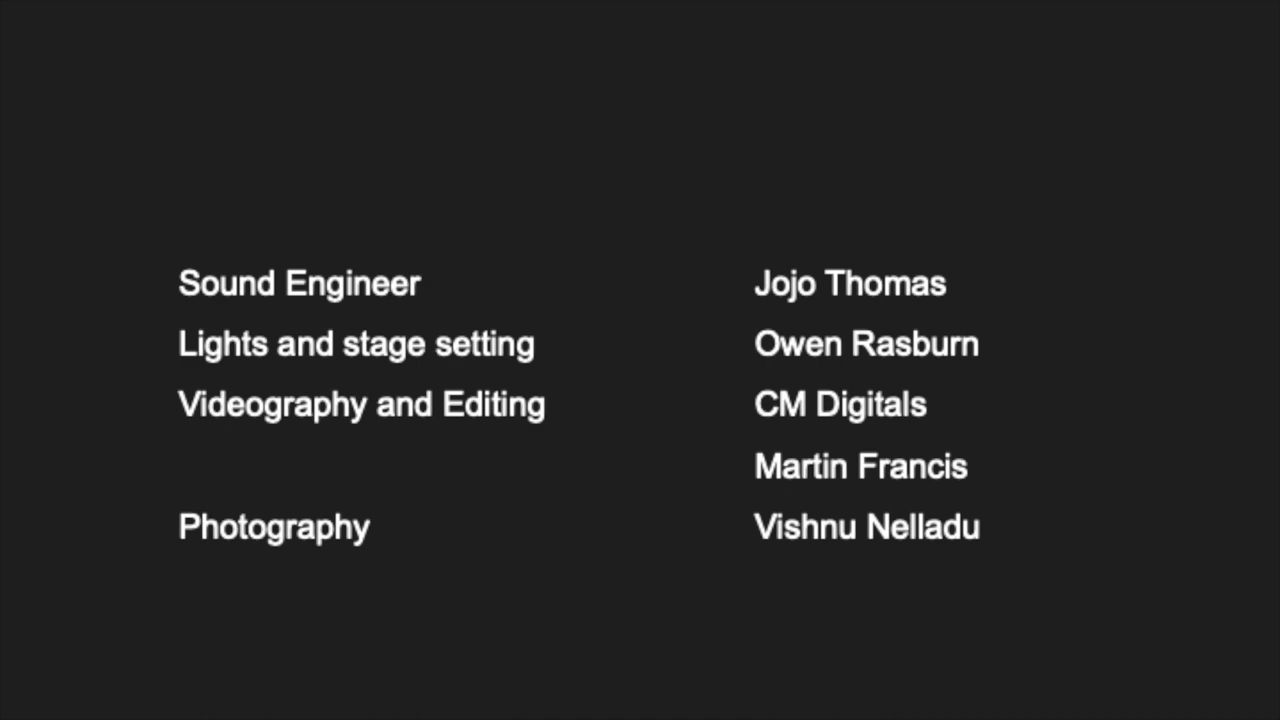 Sound Engineer Jojo Thomas
Lights and stage setting Owen Rasburn
Videography and Editing CM Digitals
Martin Francis
Photography Vishnu Nelladu